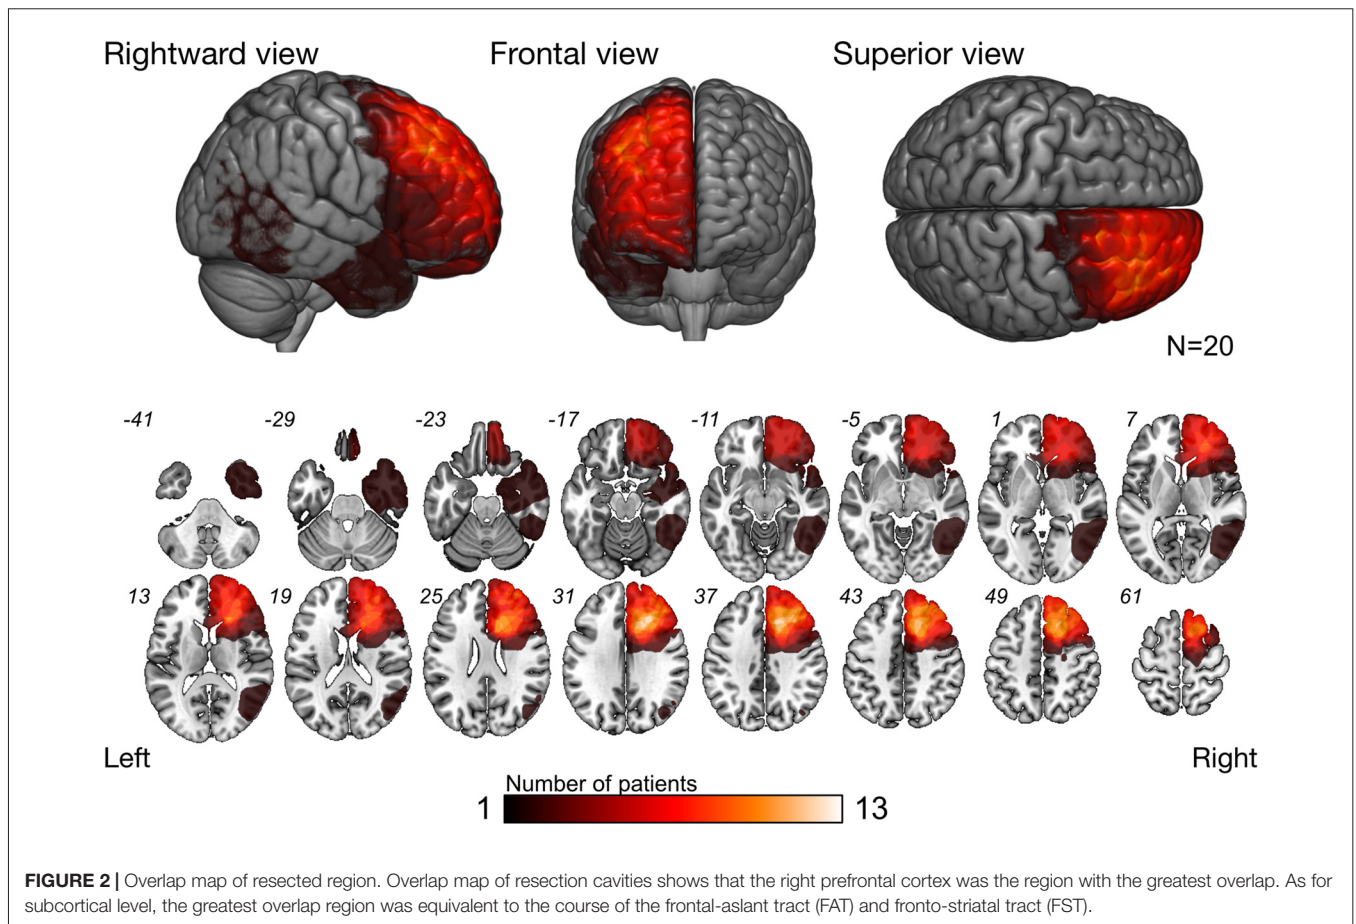 Rightward view Frontal view Superior view
N=20
-41 -29 -23 -17 -11 -5 1 7
13 19 25 31 37 43 49 61
Left Right
Number of patients
1 13
FIGURE 2 | Overlap map of resected region. Overlap map of resection cavities shows that the right prefrontal cortex was the region with the greatest overlap. As for
subcortical level, the greatest overlap region was equivalent to the course of the frontal-aslant tract (FAT) and fronto-striatal tract (FST).